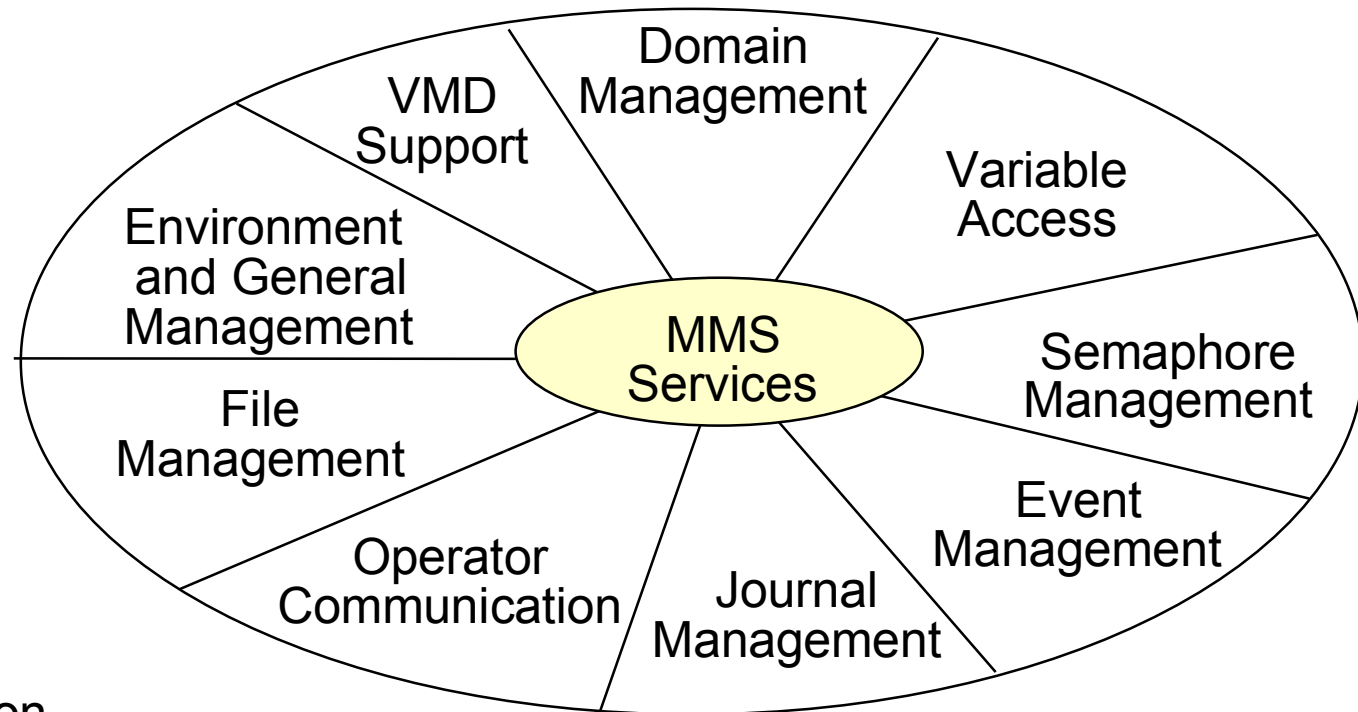 Domain
Management
VMD
Support
Variable
Access
Environment
and General
Management
MMS
Services
Semaphore
Management
File
Management
Event
Management
Operator
Communication
Journal
Management